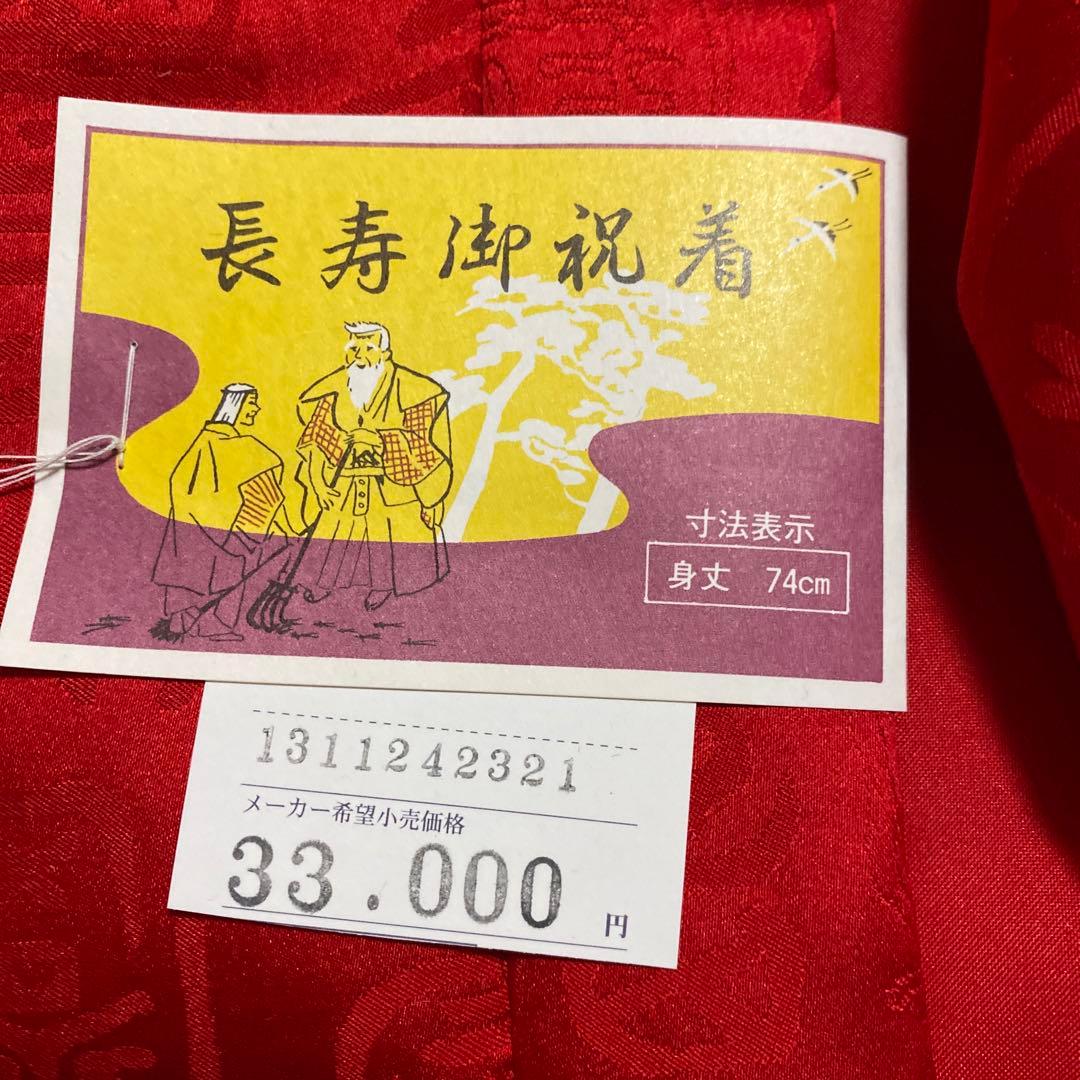 長寿御祝着
寸法表示
身丈 74cm
1311242321
メーカー希望小売価格
33.000
円